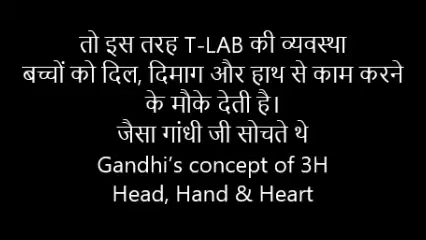 तो इस तरह T-LAB की व्यवस्था
बच्चों को दिल, दिमाग और हाथ से काम करने
के मौके देती है।
जैसा गांधी जी सोचते थे
Gandhi's concept of 3H
Head, Hand & Heart